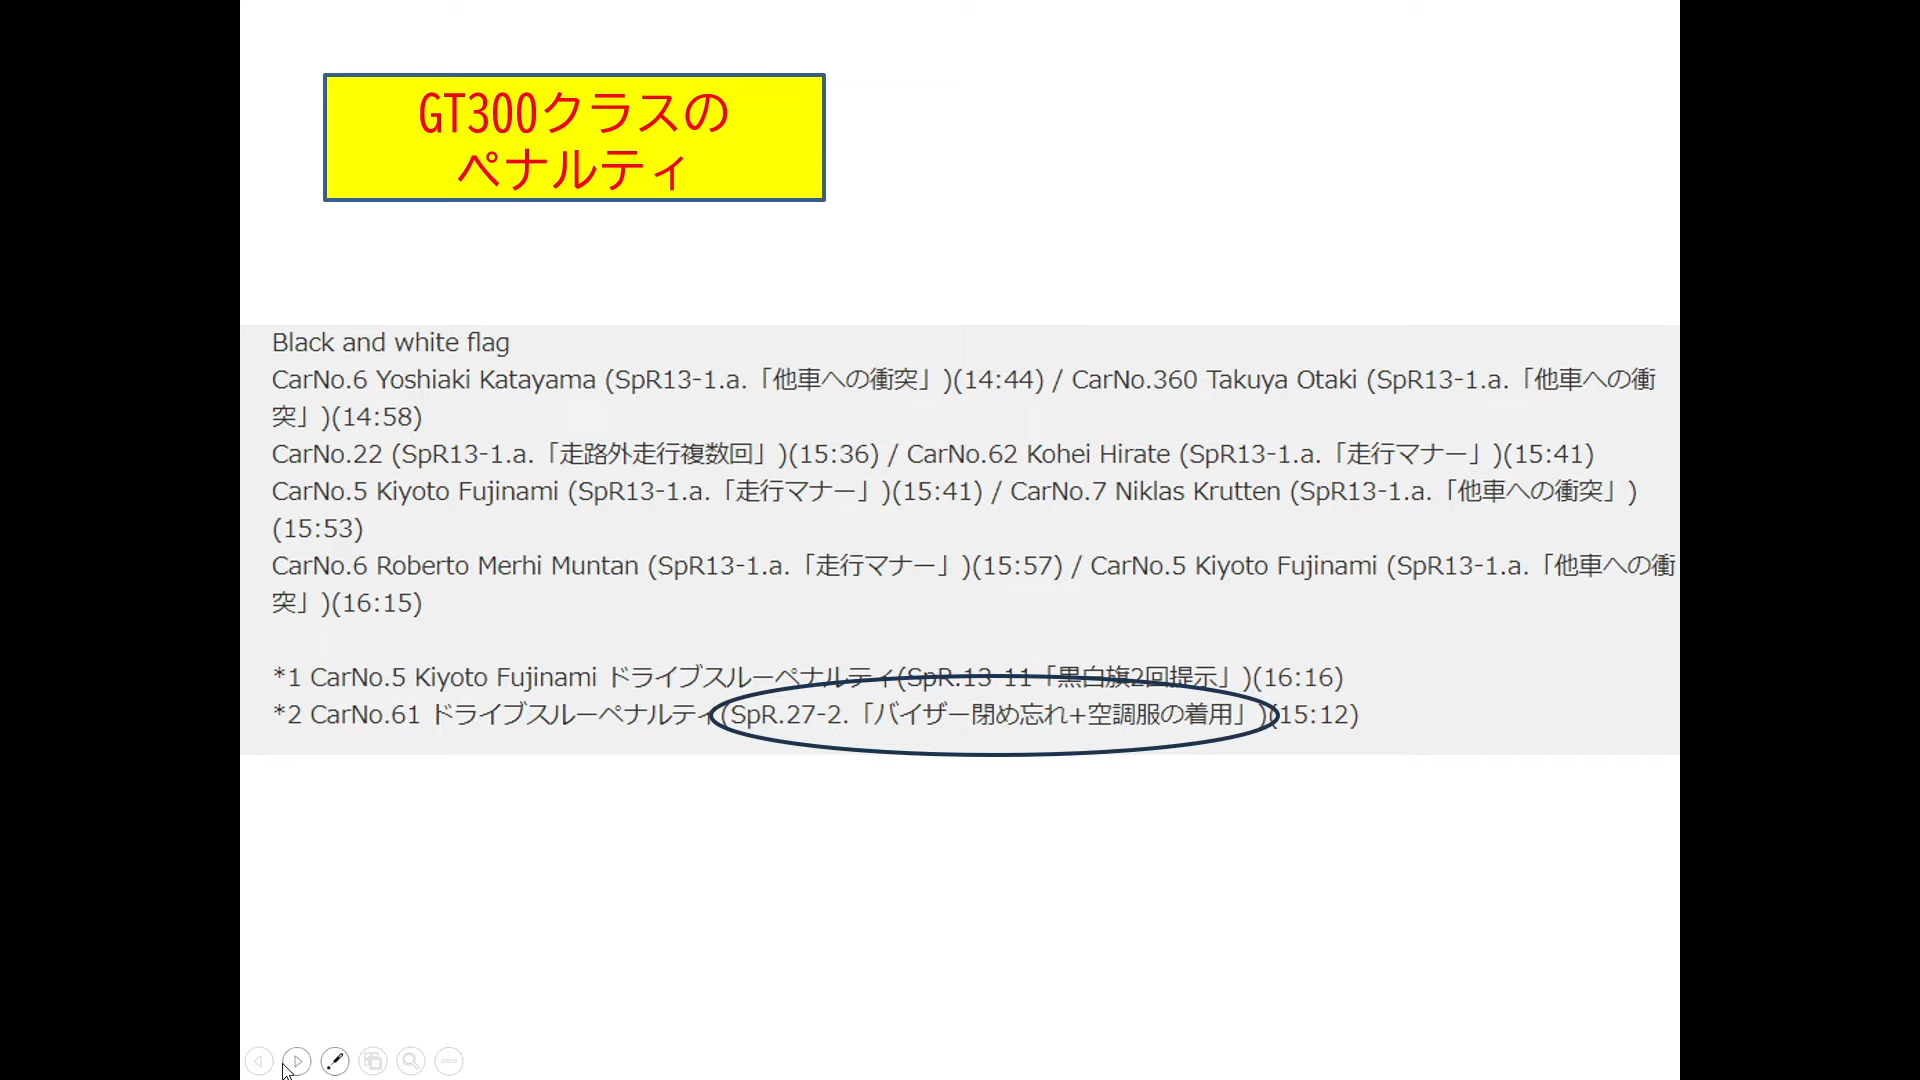 GT300クラスの
ペナルティ
Black and white flag
CarNo.6 Yoshiaki Katayama (SpR13-1.a.「他車への衝突」)(14:44) / CarNo.360 Takuya Otaki (SpR13-1.a.「他車への衝
突」)(14:58)
CarNo.22 (SpR13-1.a.「走路外走行複数回」)(15:36) / CarNo.62 Kohei Hirate (SpR13-1.a.「走行マナー」)(15:41)
CarNo.5 Kiyoto Fujinami (SpR13-1.a.「走行マナー」)(15:41) / CarNo.7 Niklas Krutten (SpR13-1.a.「他車への衝突」)
(15:53)
CarNo.6 Roberto Merhi Muntan (SpR13-1.a.「走行マナー」)(15:57) / CarNo.5 Kiyoto Fujinami (SpR13-1.a.「他車への衝
突」)(16:15)
*1 CarNo.5 Kiyoto Fujinami ドライブスルーペナルティ(SpR.13-11「黒白旗2回提示」)(16:16)
*2 CarNo.61 ドライブスルーペナルティ(SpR.27-2.「バイザー閉め忘れ+空調服の着用」)(15:12)